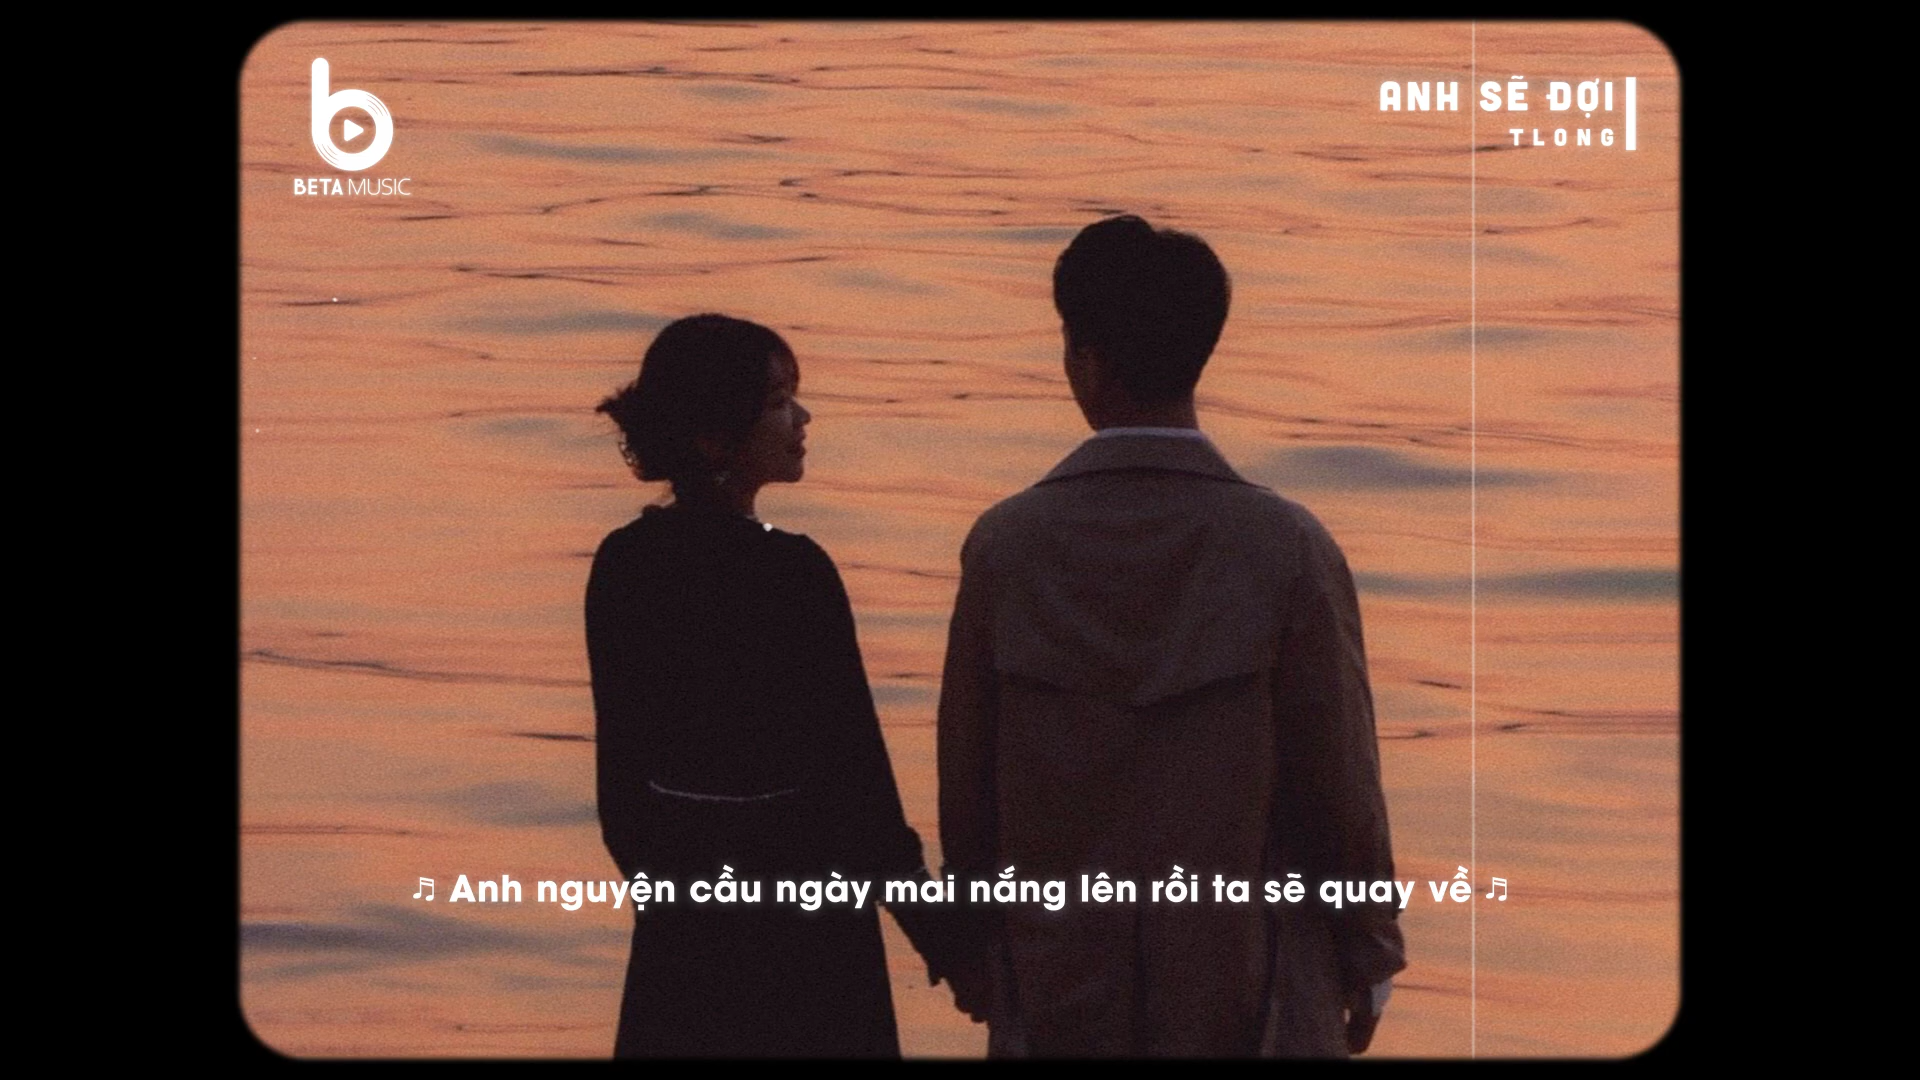 BETA MUSIC
ANH SẼ ĐỢI
TLONG
♫ Anh nguyện cầu ngày mai nắng lên rồi ta sẽ quay về ♫